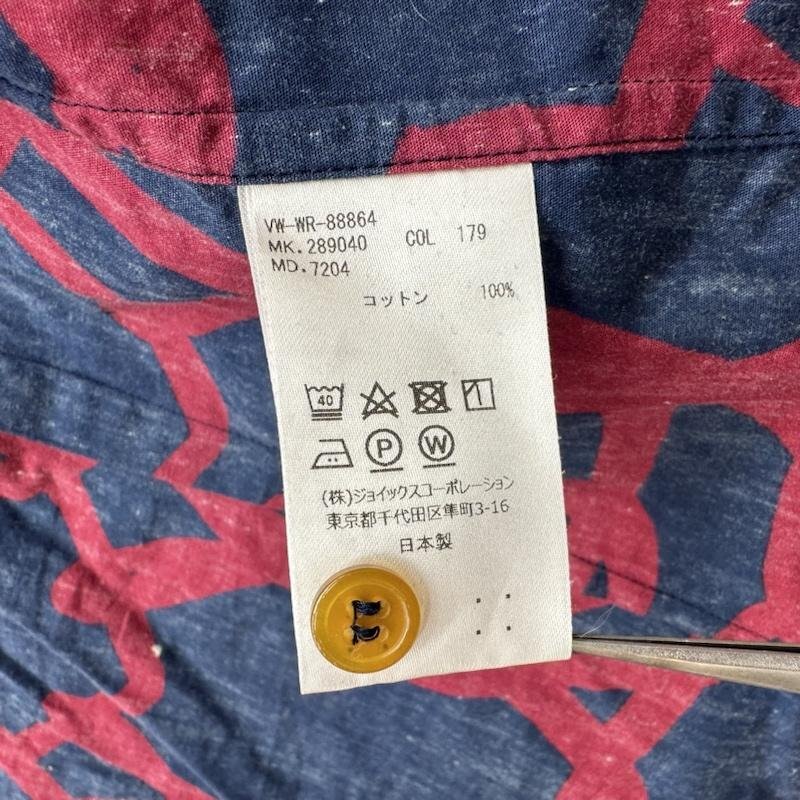 VW-WR-88864
MK.289040 COL 179
MD.7204
コットン 100%
40
P W
(株)ジョイックスコーポレーション
東京都千代田区隼町3-16
日本製